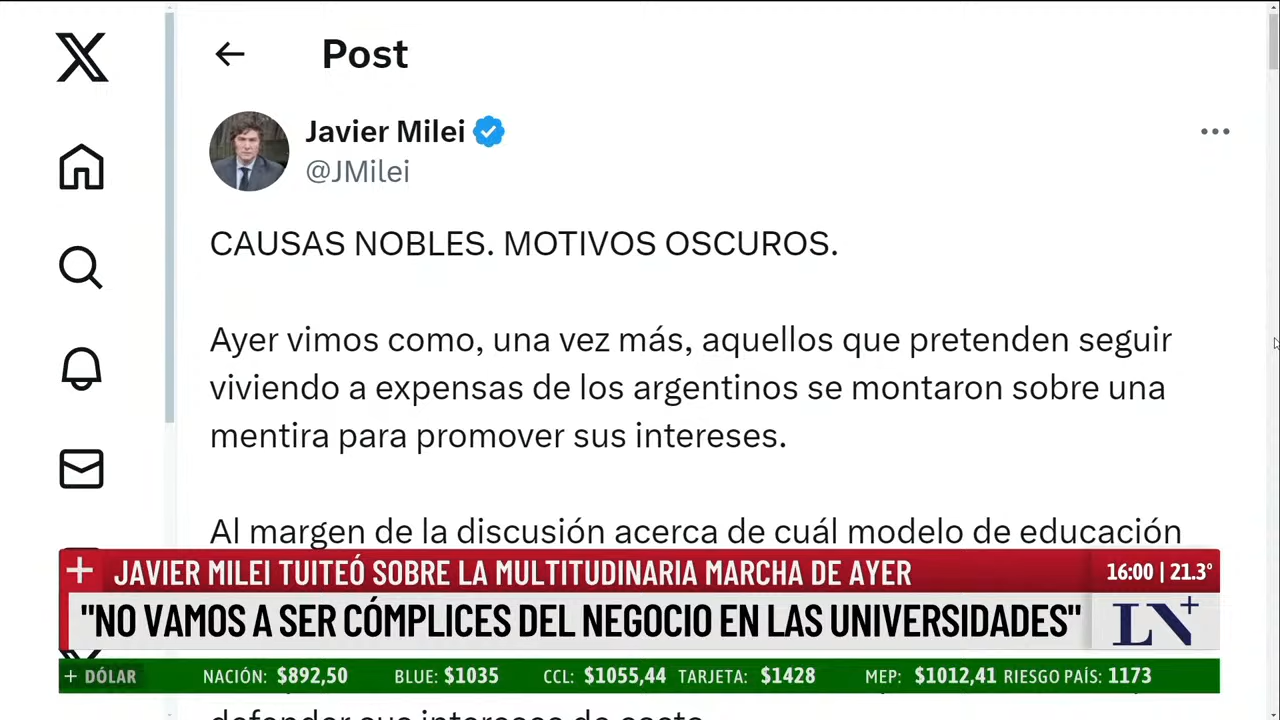 Post
Javier Milei
@JMilei
CAUSAS NOBLES. MOTIVOS OSCUROS.
Ayer vimos como, una vez más, aquellos que pretenden seguir
viviendo a expensas de los argentinos se montaron sobre una
mentira para promover sus intereses.
Al margen de la discusión acerca de cuál modelo de educación
JAVIER MILEI TUITEÓ SOBRE LA MULTITUDINARIA MARCHA DE AYER
16:00 | 21.3°
"NO VAMOS A SER CÓMPLICES DEL NEGOCIO EN LAS UNIVERSIDADES"
LN+
+ DÓLAR NACIÓN: $892,50 BLUE: $1035 CCL: $1055,44 TARJETA: $1428 MEP: $1012,41 RIESGO PAÍS: 1173
defender sus intereses de casta